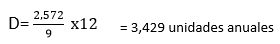 D= 2,572/9 x12 = 3,429 unidades anuales